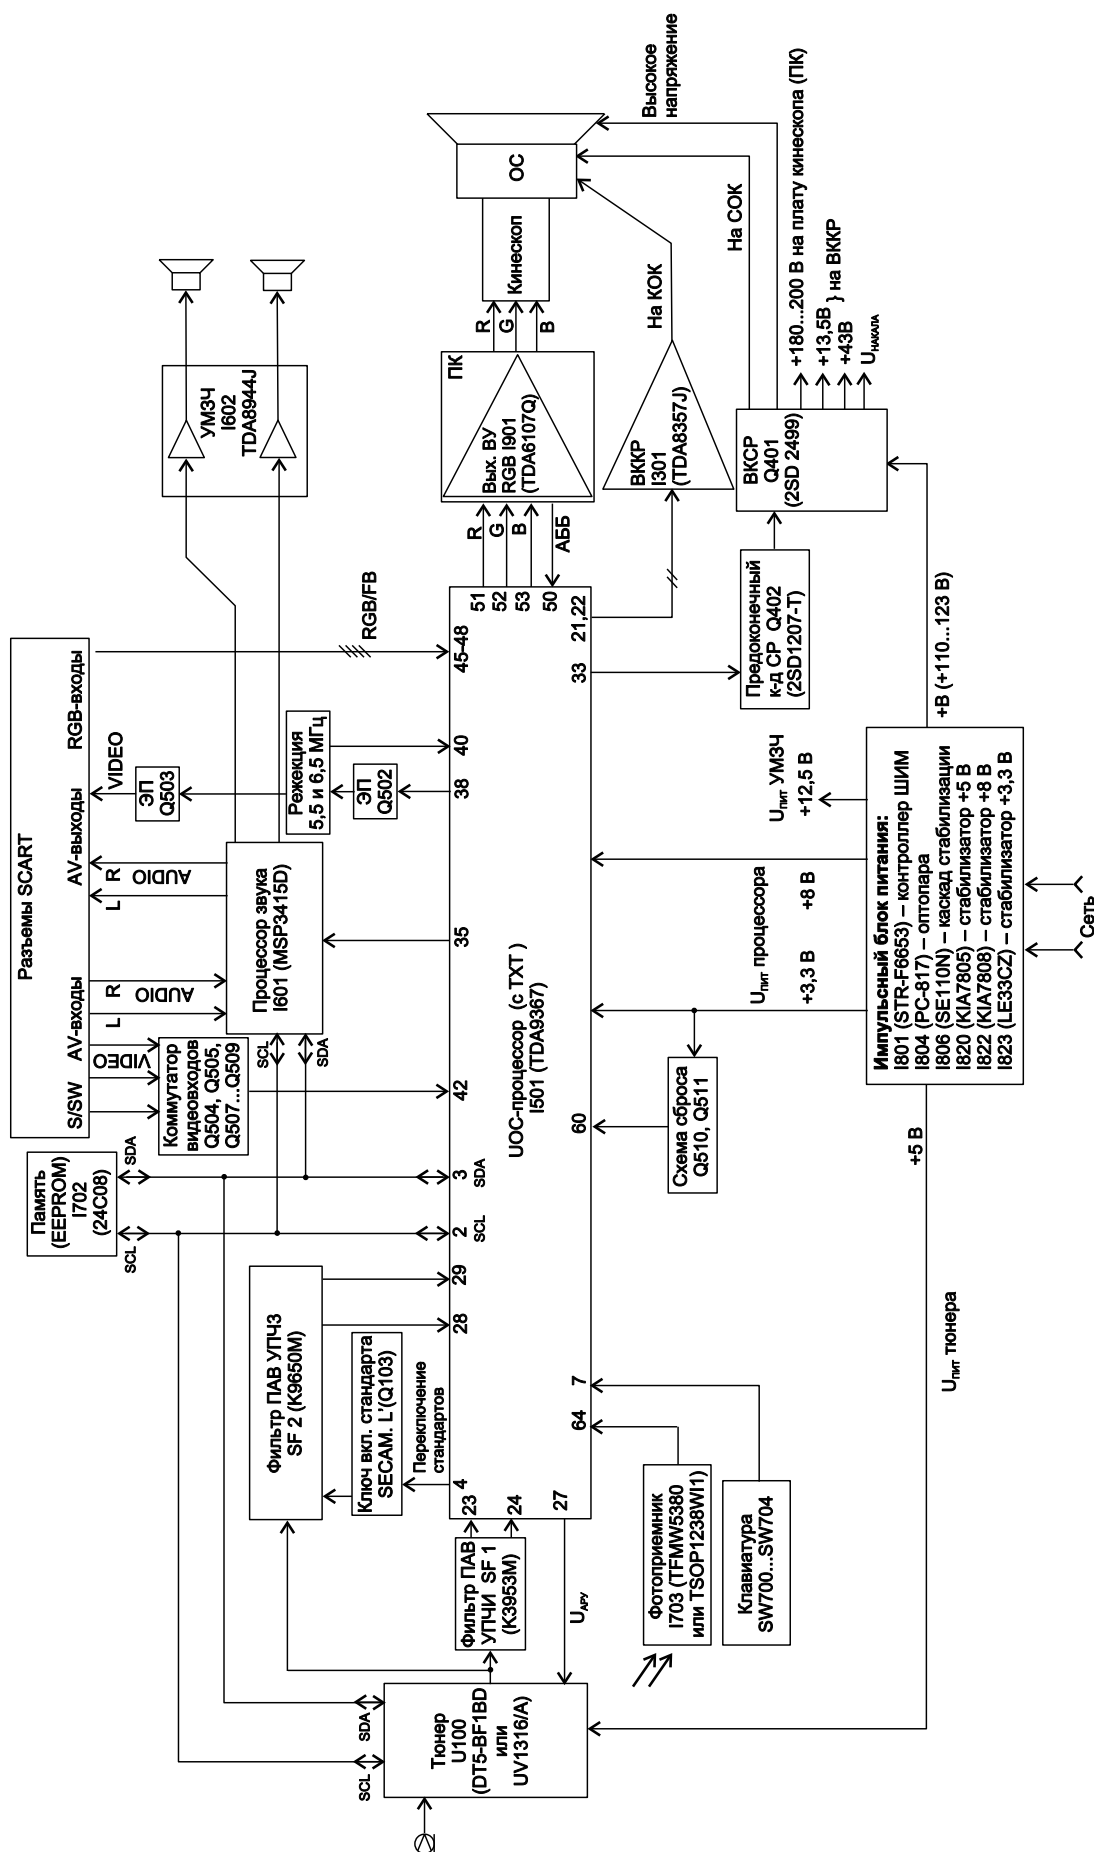 Разъемы SCART
S/SW
AV-входы
AV-выходы
RGB-входы
VIDEO
L
R
AUDIO
L
R
AUDIO
VIDEO
RGB/FB
Память
(EEPROM)
I702
(24C08)
SCL
SDA
Коммутатор
видеовходов
Q504, Q505,
Q507...Q509
Процессор звука
I601 (MSP3415D)
SCL
SDA
ЭП
Q503
Режекция
5,5 и 6,5 МГц
ЭП
Q502
УМЗЧ
I602
TDA8944J
Фильтр ПАВ УПЧЗ
SF 2 (K9650M)
Ключ вкл. стандарта
SECAM. L'(Q103)
Переключение
стандартов
Фильтр ПАВ
УПЧИ SF 1
(K3953M)
Тюнер
U100
(DT5-BF1BD
или
UV1316/A)
SCL
SDA
UАРУ
UOC-процессор (с TXT )
I501 (TDA9367)
4
23
24
27
28
29
2
SCL
3
SDA
42
35
38
40
45-48
51
52
53
50
21,22
33
60
7
64
R
G
B
АББ
ПК
Вых. ВУ
RGB I901
(TDA6107Q)
R
G
B
Кинескоп
ОС
ВККР
I301
(TDA8357J)
На КОК
На СОК
Высокое
напряжение
Предоконечный
к-д СР Q402
(2SD1207-T)
ВКСР
Q401
(2SD 2499)
+180...200 В на плату кинескопа (ПК)
+13,5В } на ВККР
+43В
UНАКАЛА
Фотоприемник
I703 (TFMW5380
или TSOP1238WI1)
Клавиатура
SW700...SW704
Схема сброса
Q510, Q511
Uпит процессора
+3,3 В
+8 В
Uпит УМЗЧ
+12,5 В
+В (+110...123 В)
+5 В
Uпит тюнера
Импульсный блок питания:
I801 (STR-F6653) – контроллер ШИМ
I804 (PC-817) – оптопара
I806 (SE110N) – каскад стабилизации
I820 (KIA7805) – стабилизатор +5 В
I822 (KIA7808) – стабилизатор +8 В
I823 (LE33CZ) – стабилизатор +3,3 В
Сеть